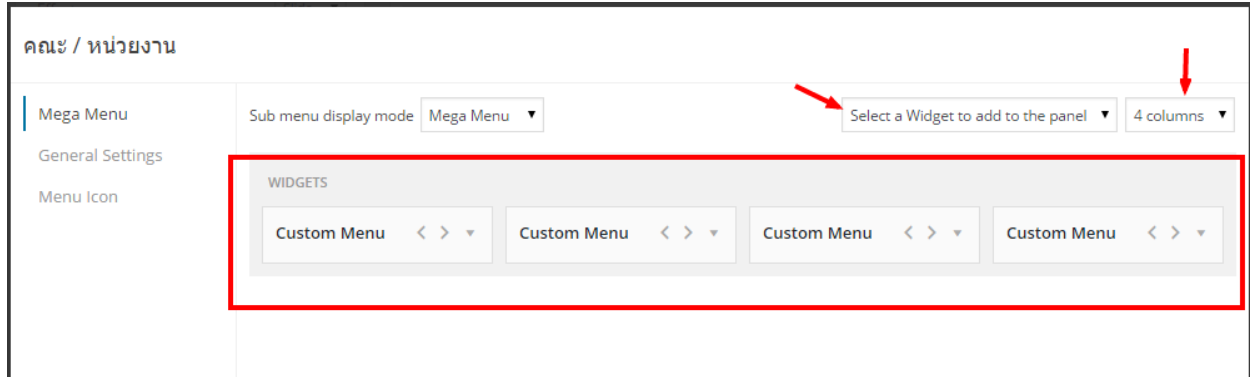 คณะ / หน่วยงาน
Mega Menu
General Settings
Menu Icon
Sub menu display mode Mega Menu Select a Widget to add to the panel 4 columns
WIDGETS
Custom Menu Custom Menu Custom Menu Custom Menu